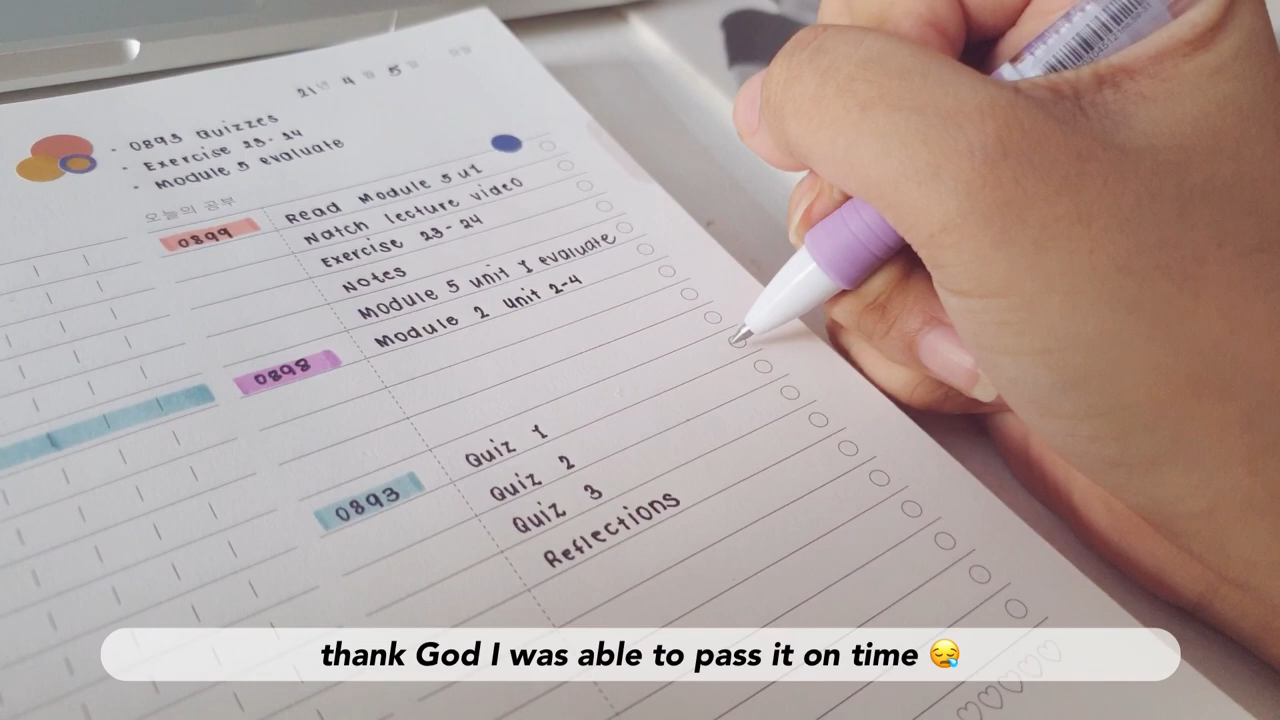 21년 4월 5일
• 0893 Quizzes
• Exercise 23-24
• Module 5 evaluate
오늘의 공부
0899
Read Module 5 u1
Watch lecture video
Exercise 23-24
Notes
Module 5 unit 1 evaluate
0898
Module 2 unit 2-4
0893
Quiz 1
Quiz 2
Quiz 3
Reflections
thank God I was able to pass it on time 😪